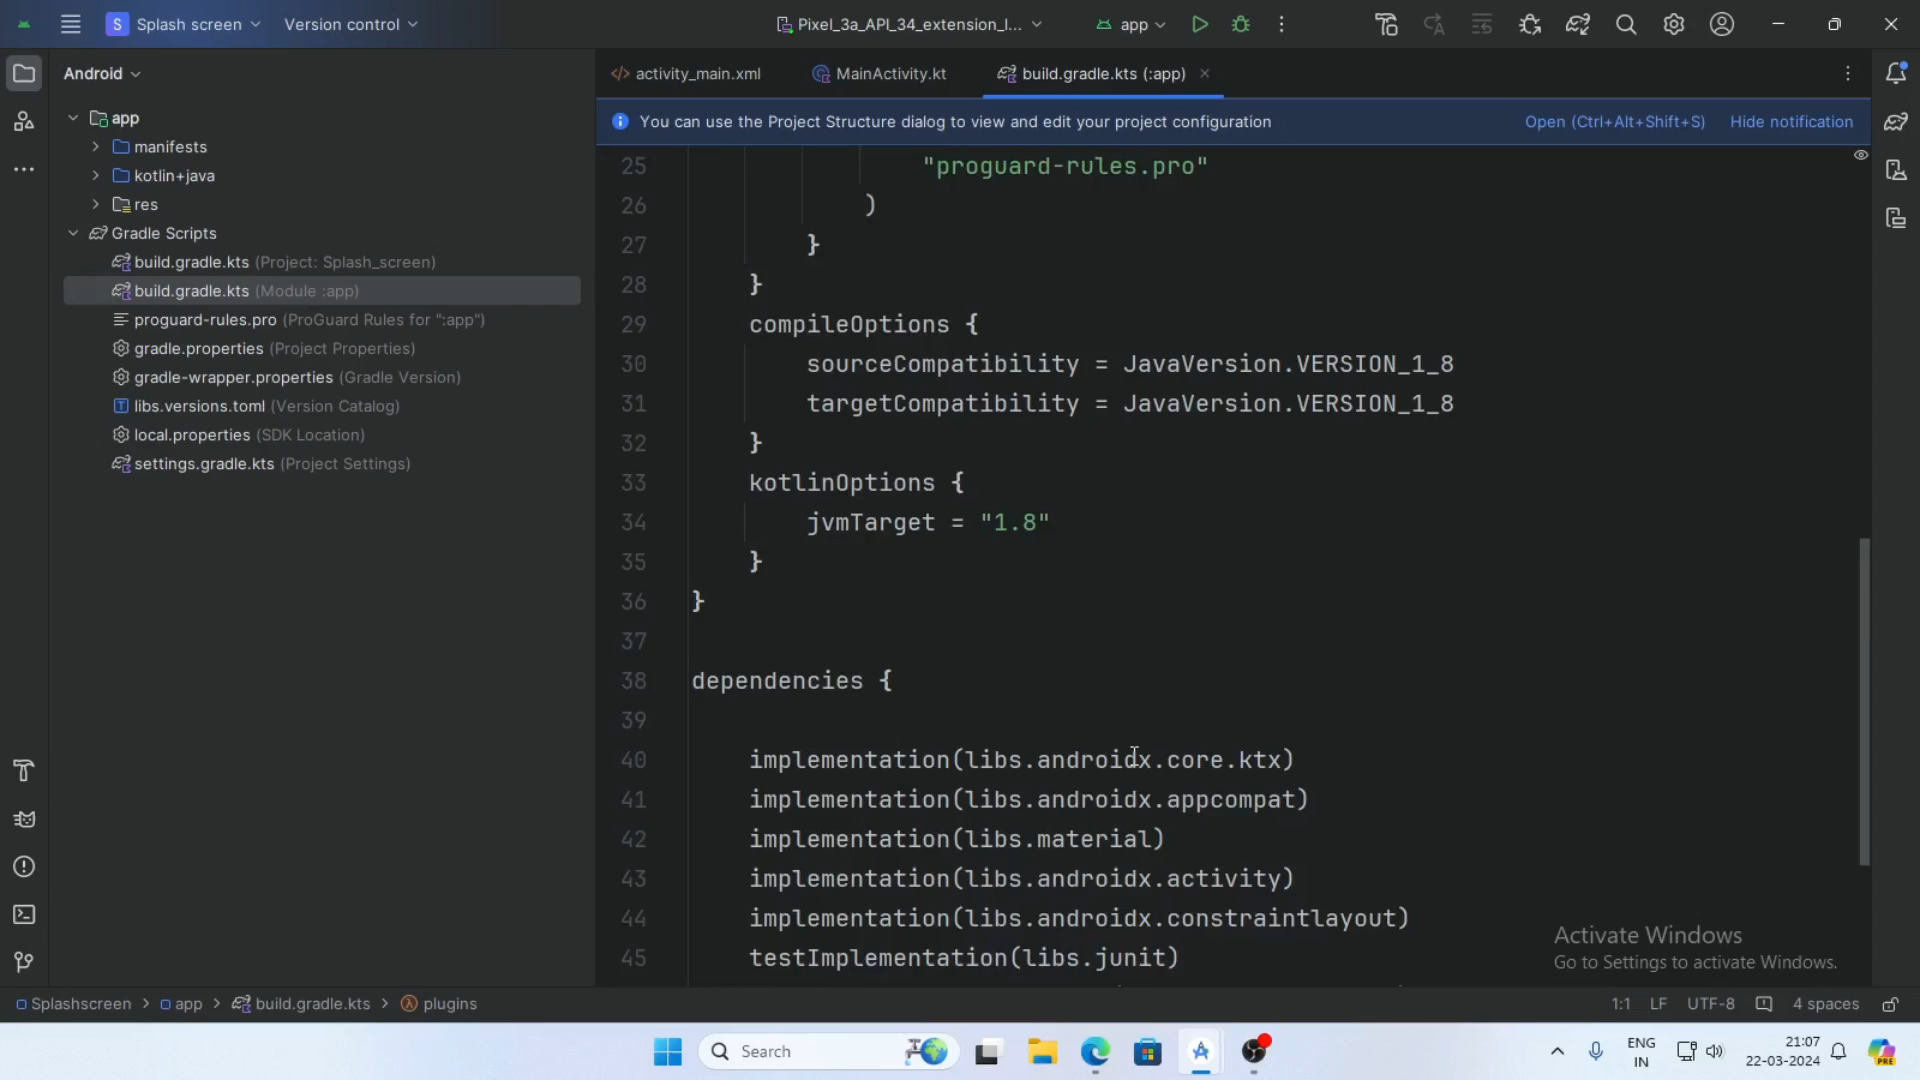 S Splash screen Version control Pixel_3a_API_34_extension_l... app
Android
activity_main.xml MainActivity.kt build.gradle.kts (:app)
You can use the Project Structure dialog to view and edit your project configuration Open (Ctrl+Alt+Shift+S) Hide notification
app
manifests
kotlin+java
res
Gradle Scripts
build.gradle.kts (Project: Splash_screen)
build.gradle.kts (Module :app)
proguard-rules.pro (ProGuard Rules for ":app")
gradle.properties (Project Properties)
gradle-wrapper.properties (Gradle Version)
libs.versions.toml (Version Catalog)
local.properties (SDK Location)
settings.gradle.kts (Project Settings)
25 "proguard-rules.pro"
26 )
27 }
28 }
29 compileOptions {
30 sourceCompatibility = JavaVersion.VERSION_1_8
31 targetCompatibility = JavaVersion.VERSION_1_8
32 }
33 kotlinOptions {
34 jvmTarget = "1.8"
35 }
36 }
37
38 dependencies {
39
40 implementation(libs.androidx.core.ktx)
41 implementation(libs.androidx.appcompat)
42 implementation(libs.material)
43 implementation(libs.androidx.activity)
44 implementation(libs.androidx.constraintlayout)
45 testImplementation(libs.junit)
Activate Windows
Go to Settings to activate Windows.
Splashscreen > app > build.gradle.kts > plugins 1:1 LF UTF-8 4 spaces
Search
ENG
IN
21:07
22-03-2024
PRE